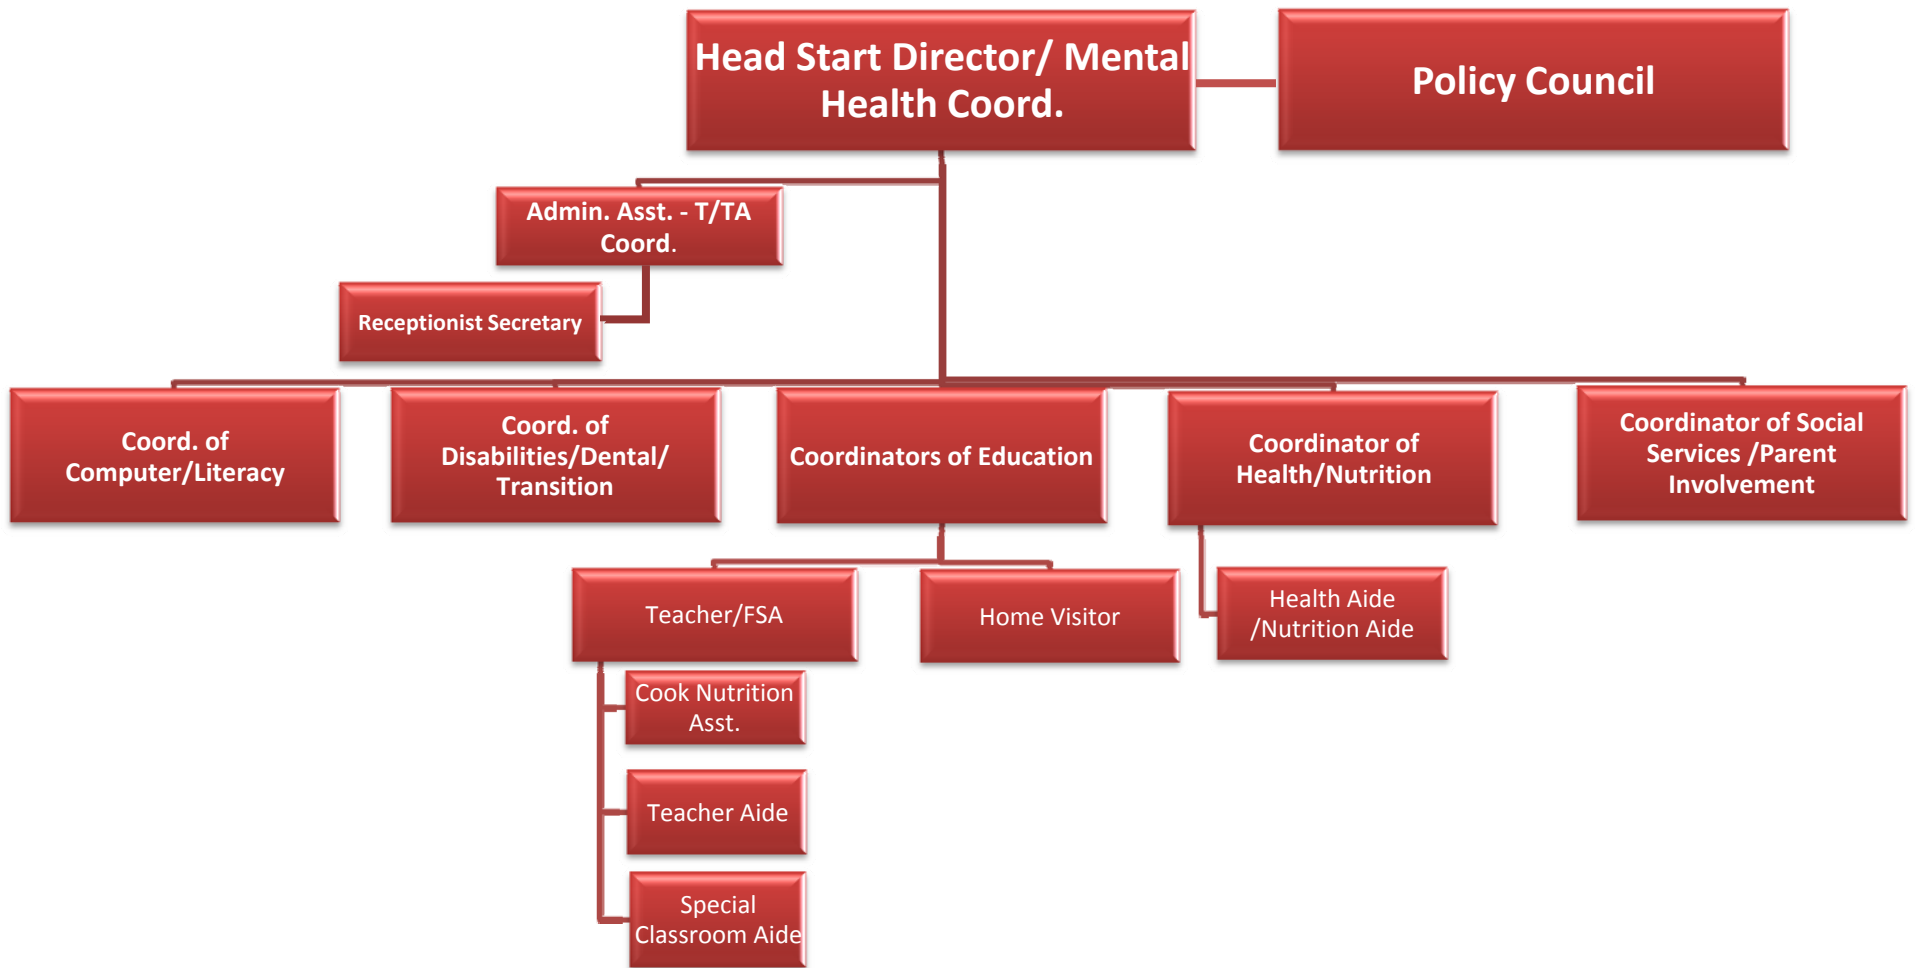 Head Start Director/ Mental
Health Coord.
Policy Council
Admin. Asst. - T/TA
Coord.
Receptionist Secretary
Coord. of
Computer/Literacy
Coord. of
Disabilities/Dental/
Transition
Coordinators of Education
Coordinator of
Health/Nutrition
Coordinator of Social
Services /Parent
Involvement
Teacher/FSA
Home Visitor
Health Aide
/Nutrition Aide
Cook Nutrition
Asst.
Teacher Aide
Special
Classroom Aide